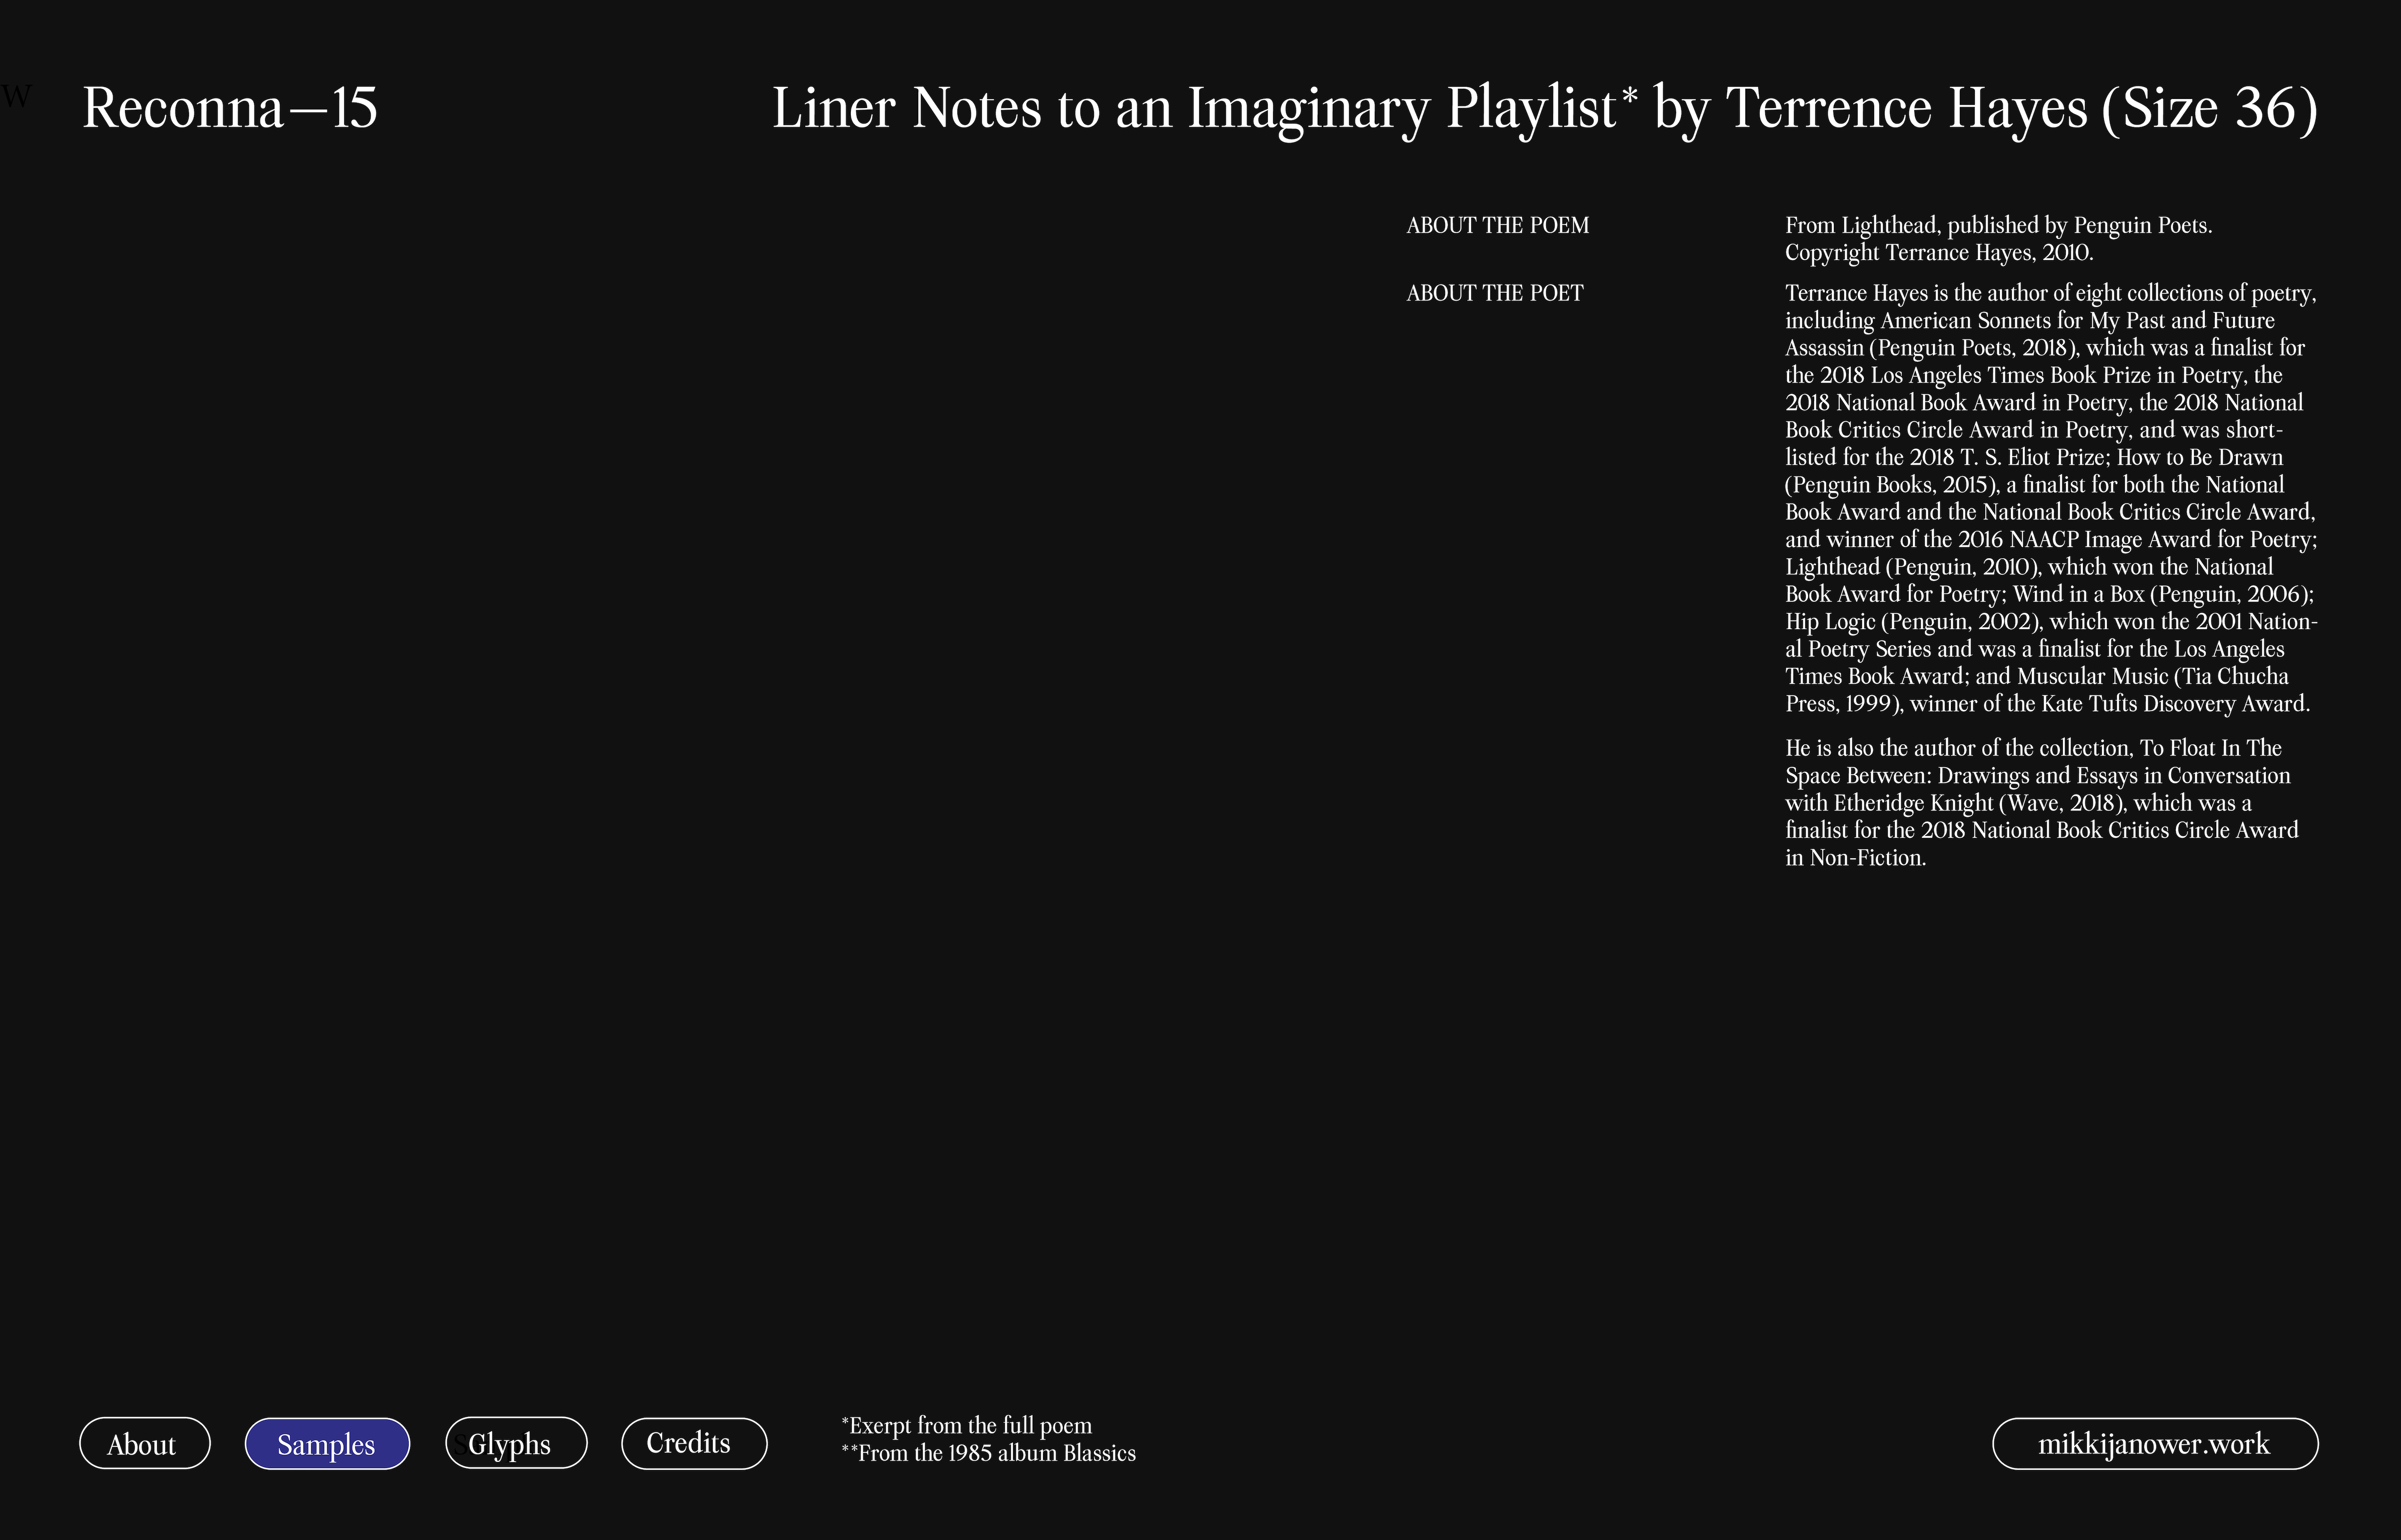 W
Reconna—15
Liner Notes to an Imaginary Playlist* by Terrence Hayes (Size 36)
ABOUT THE POEM
From Lighthead, published by Penguin Poets.
Copyright Terrance Hayes, 2010.
ABOUT THE POET
Terrance Hayes is the author of eight collections of poetry,
including American Sonnets for My Past and Future
Assassin (Penguin Poets, 2018), which was a finalist for
the 2018 Los Angeles Times Book Prize in Poetry, the
2018 National Book Award in Poetry, the 2018 National
Book Critics Circle Award in Poetry, and was short-
listed for the 2018 T. S. Eliot Prize; How to Be Drawn
(Penguin Books, 2015), a finalist for both the National
Book Award and the National Book Critics Circle Award,
and winner of the 2016 NAACP Image Award for Poetry;
Lighthead (Penguin, 2010), which won the National
Book Award for Poetry; Wind in a Box (Penguin, 2006);
Hip Logic (Penguin, 2002), which won the 2001 Nation-
al Poetry Series and was a finalist for the Los Angeles
Times Book Award; and Muscular Music (Tia Chucha
Press, 1999), winner of the Kate Tufts Discovery Award.
He is also the author of the collection, To Float In The
Space Between: Drawings and Essays in Conversation
with Etheridge Knight (Wave, 2018), which was a
finalist for the 2018 National Book Critics Circle Award
in Non-Fiction.
About
Samples
Glyphs
Credits
*Exerpt from the full poem
**From the 1985 album Blassics
mikkijanower.work